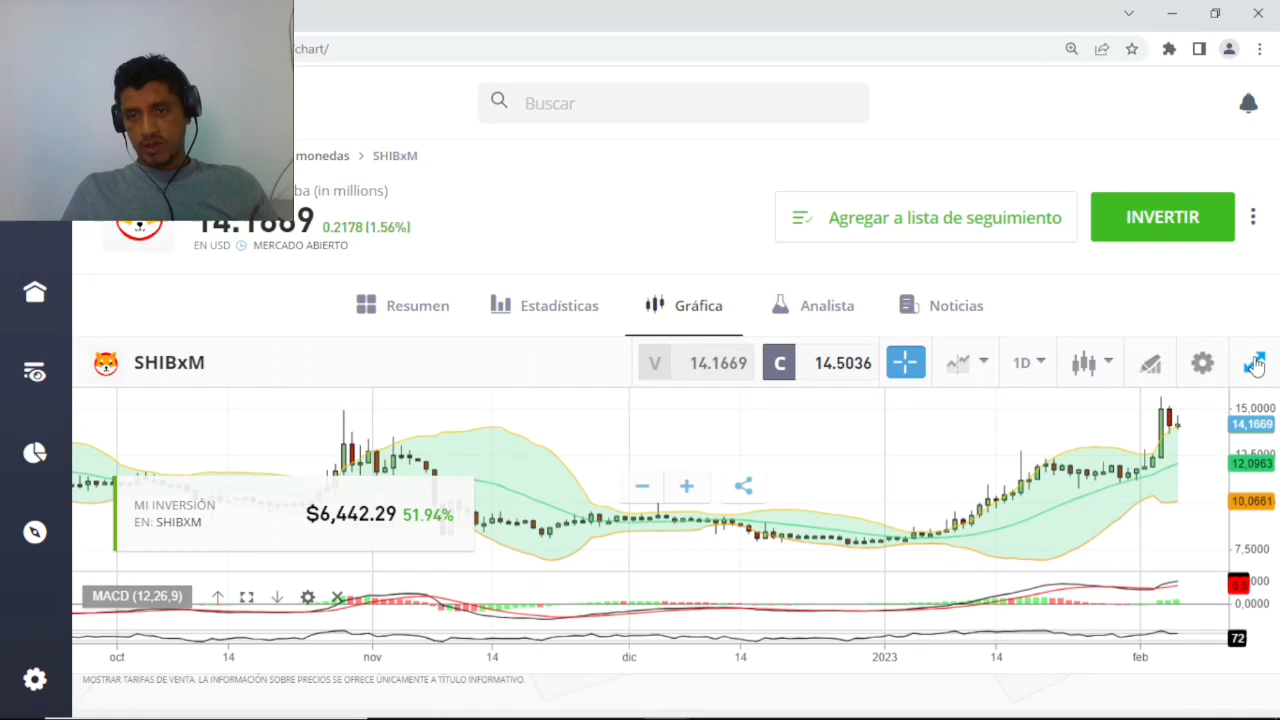 chart/
Buscar
monedas > SHIBxM
ba (in millions)
14.1669 0.2178 (1.56%)
EN USD MERCADO ABIERTO
Agregar a lista de seguimiento
INVERTIR
Resumen
Estadísticas
Gráfica
Analista
Noticias
SHIBxM
V 14.1669
C 14.5036
1D
15,0000
14,1669
12,0963
10,0661
7,5000
MI INVERSIÓN
EN: SHIBXM
$6,442.29 51.94%
MACD (12,26,9)
0,0000
72
oct 14 nov 14 dic 14 2023 14 feb
MOSTRAR TARIFAS DE VENTA. LA INFORMACIÓN SOBRE PRECIOS SE OFRECE ÚNICAMENTE A TÍTULO INFORMATIVO.